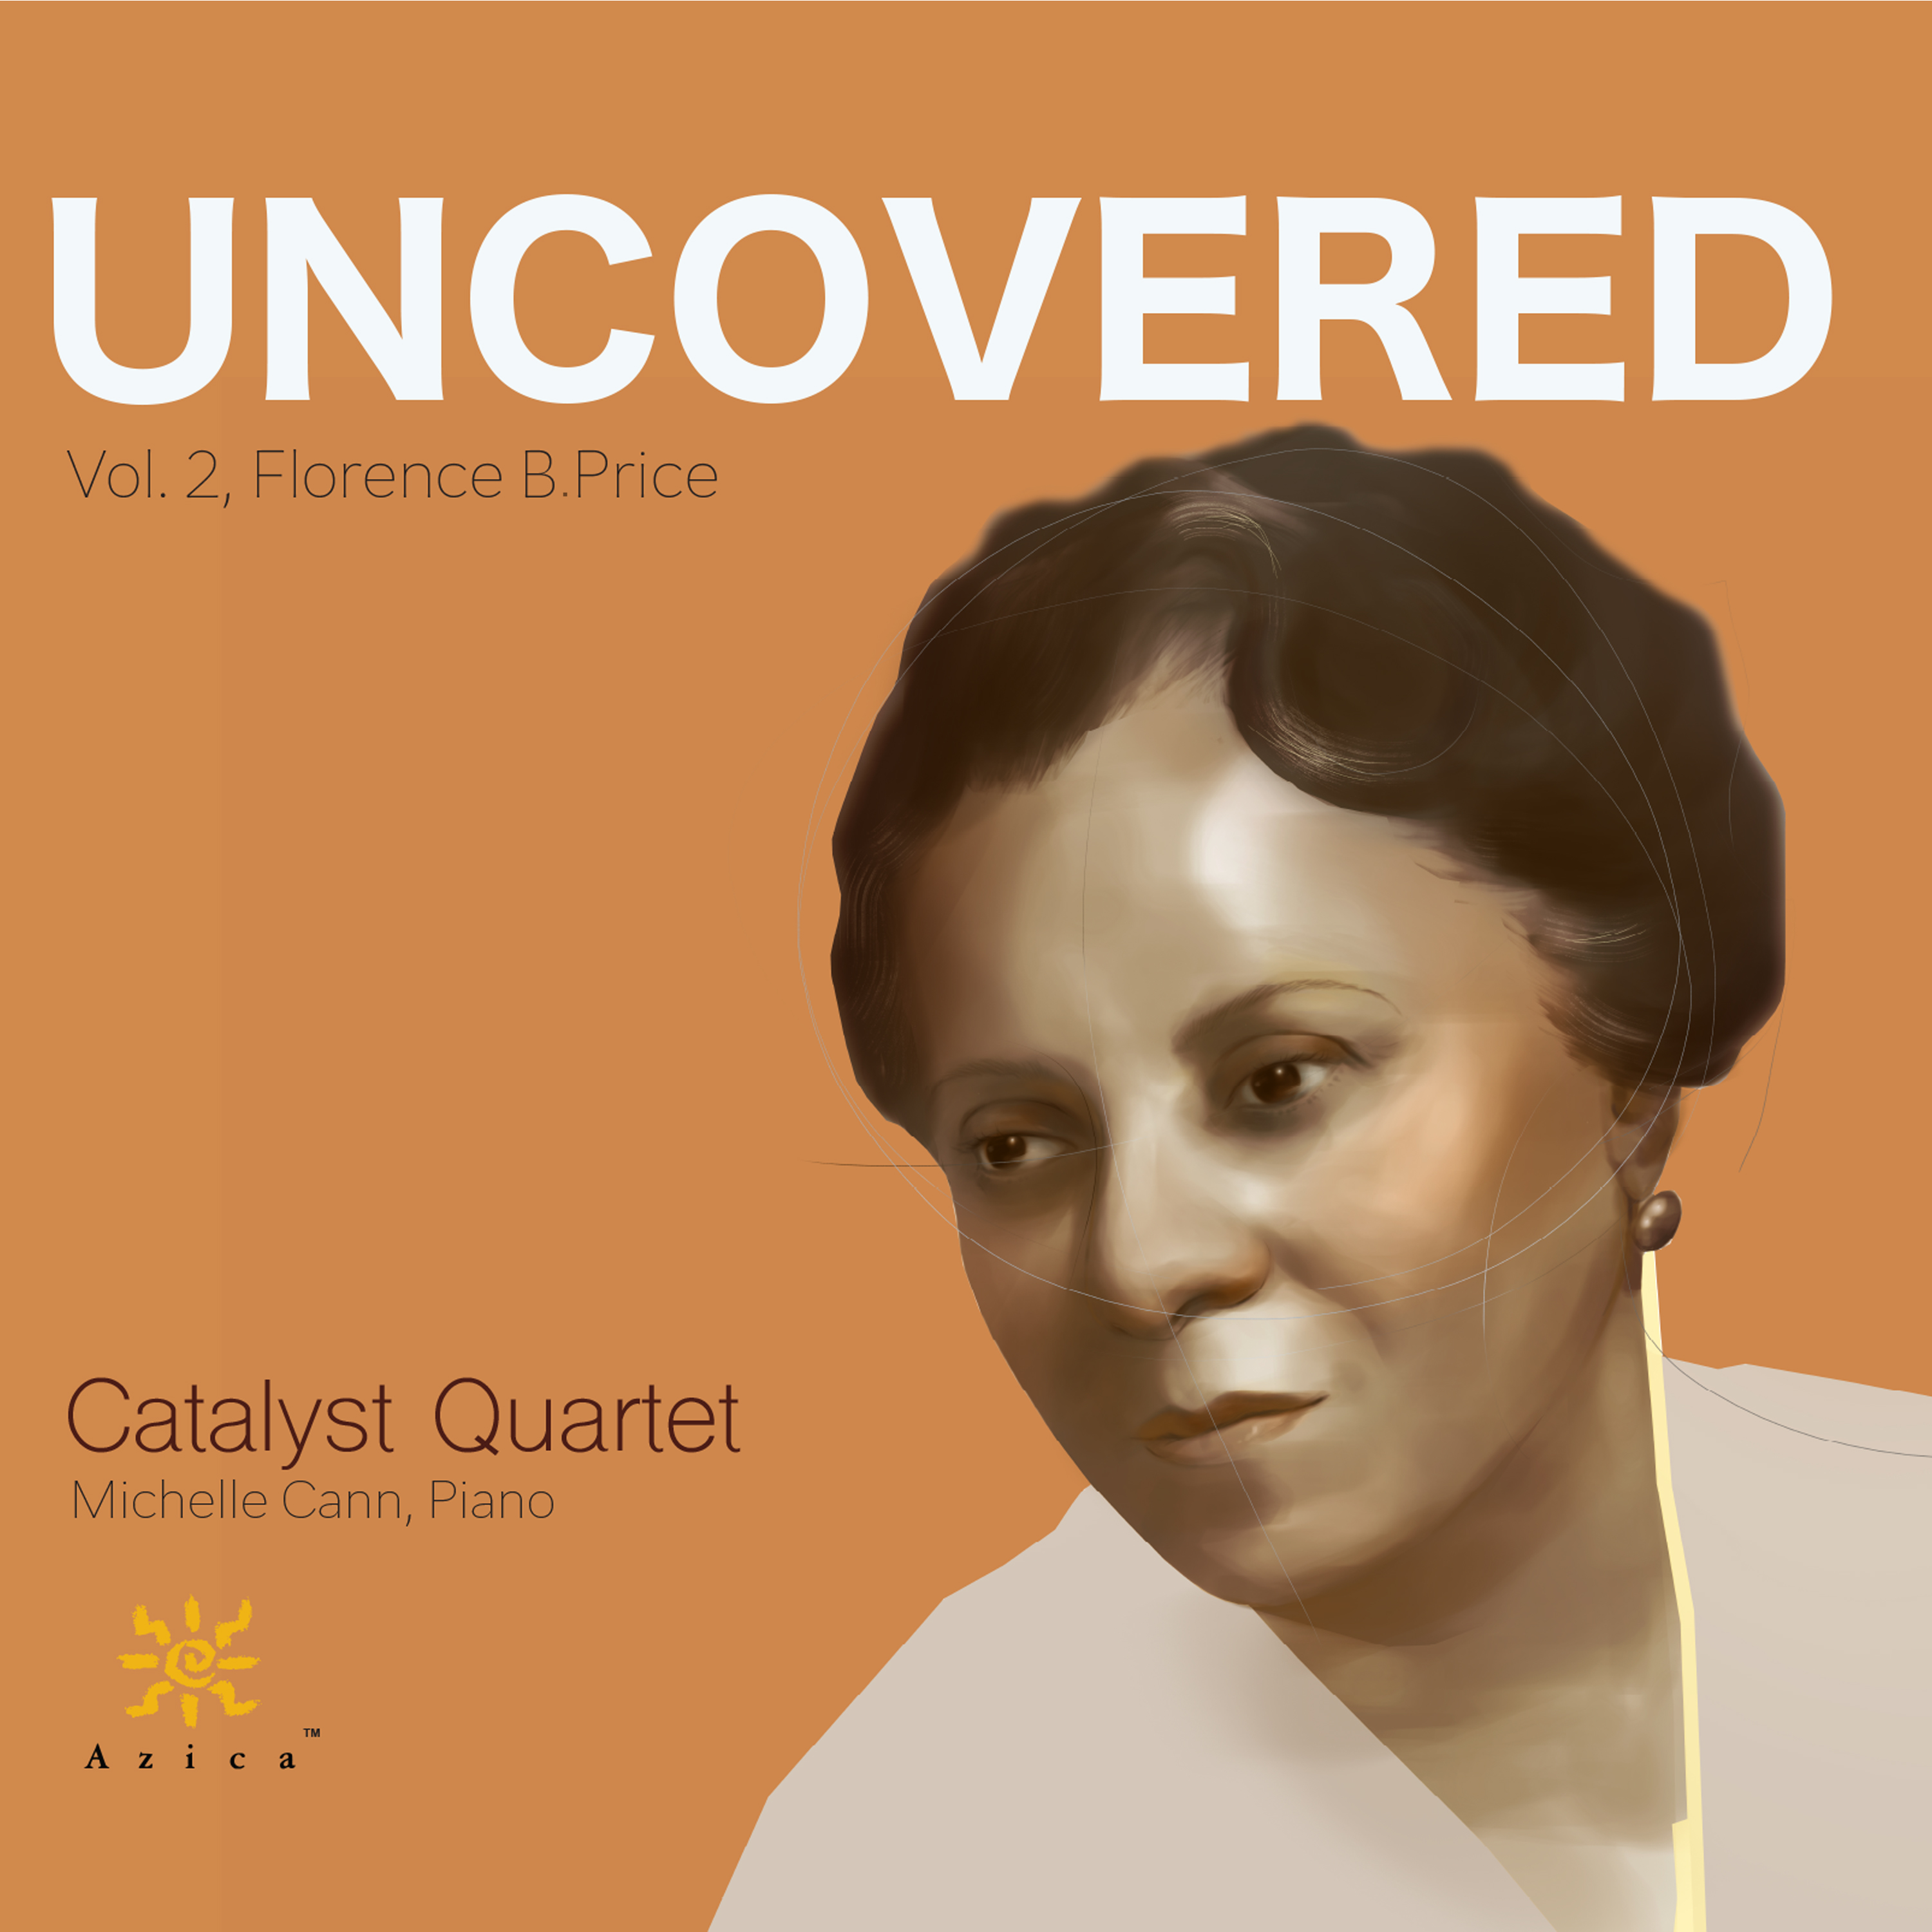 UNCOVERED
Vol. 2, Florence B.Price
Catalyst Quartet
Michelle Cann, Piano
Azica™